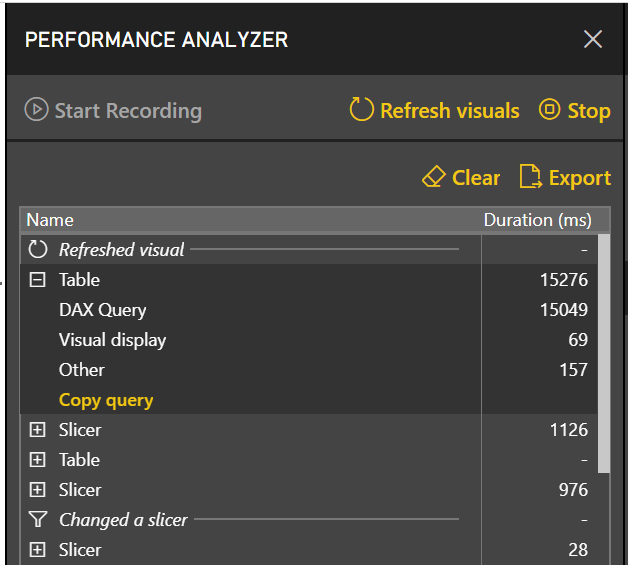 PERFORMANCE ANALYZER
Start Recording Refresh visuals Stop
Clear Export
Name Duration (ms)
Refreshed visual -
Table 15276
DAX Query 15049
Visual display 69
Other 157
Copy query
Slicer 1126
Table -
Slicer 976
Changed a slicer -
Slicer 28